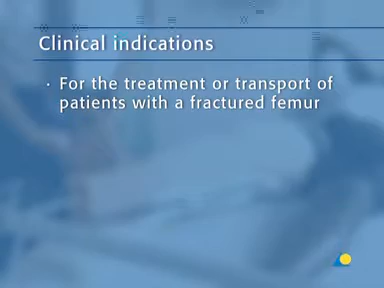 Clinical indications
· For the treatment or transport of
patients with a fractured femur